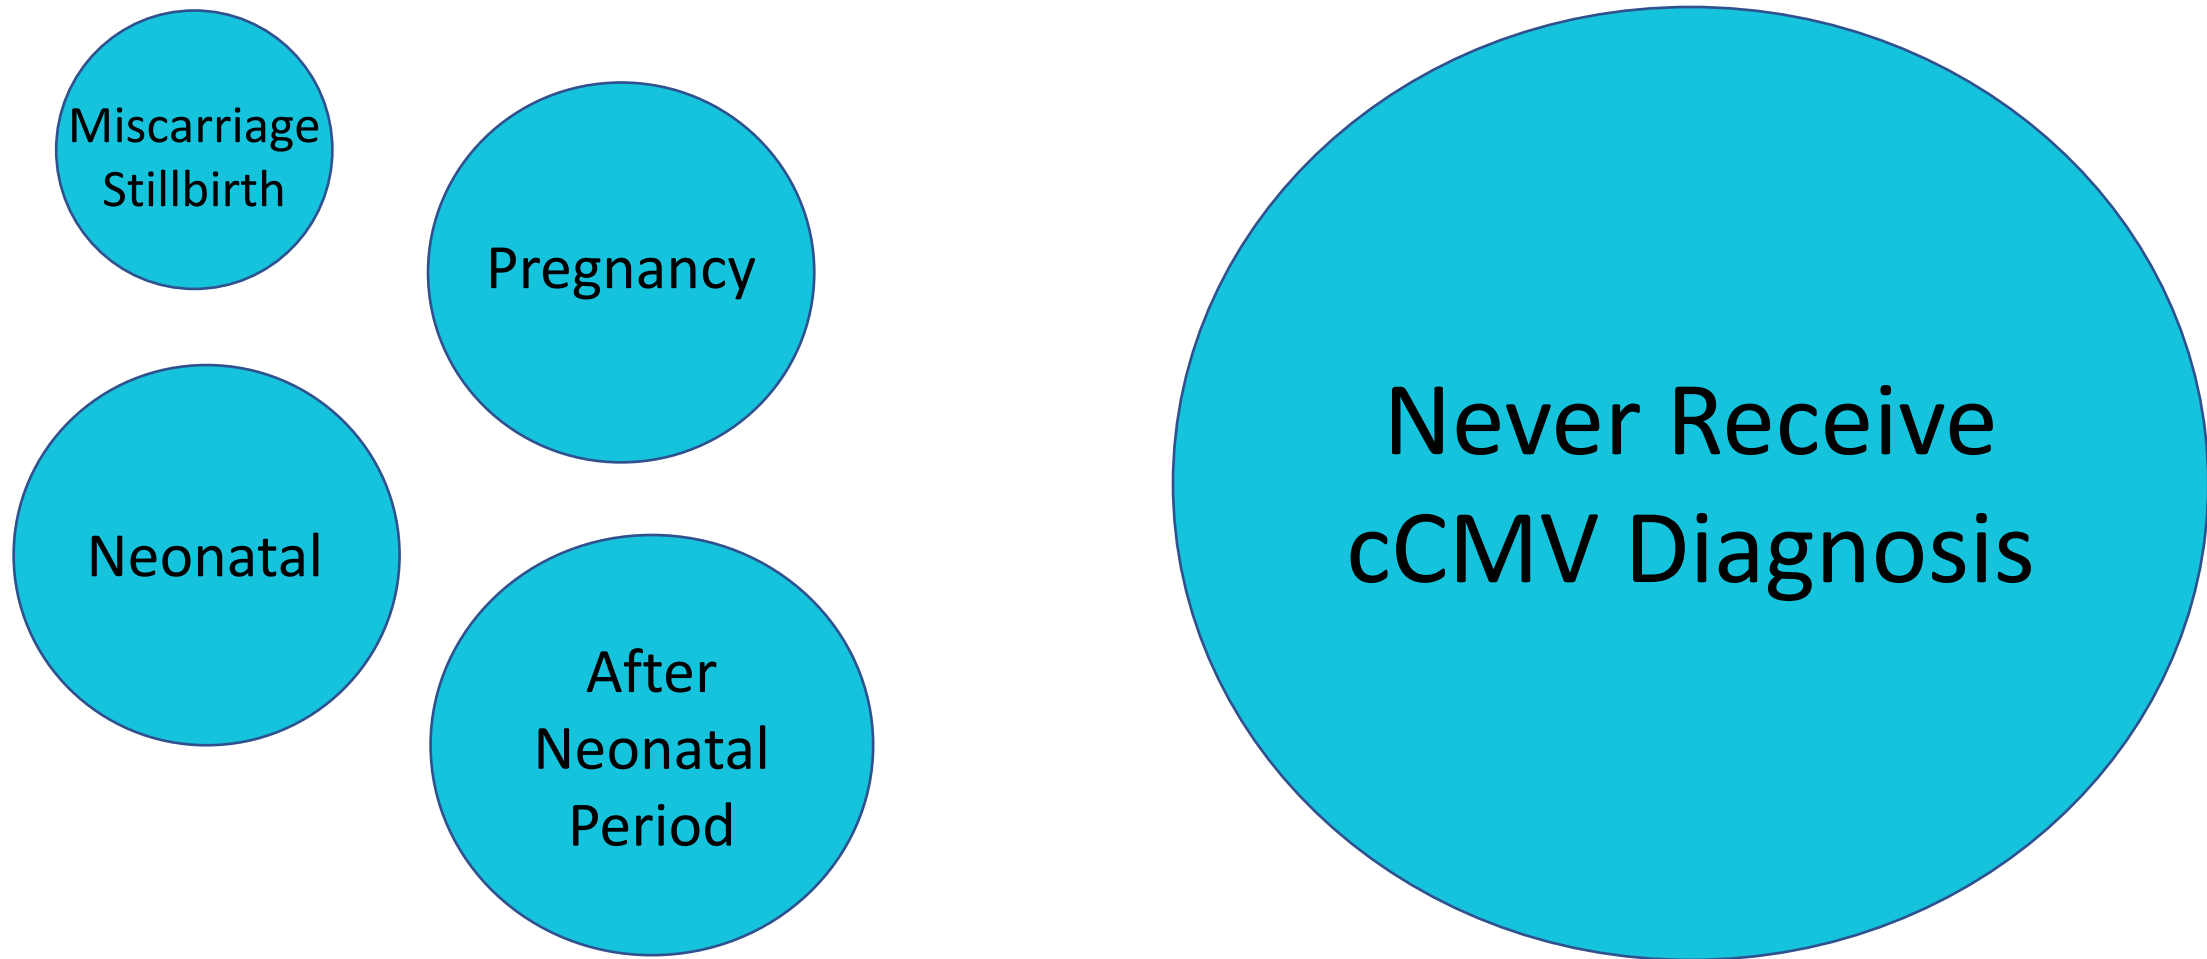 Miscarriage
Stillbirth
Pregnancy
Neonatal
After
Neonatal
Period
Never Receive
cCMV Diagnosis